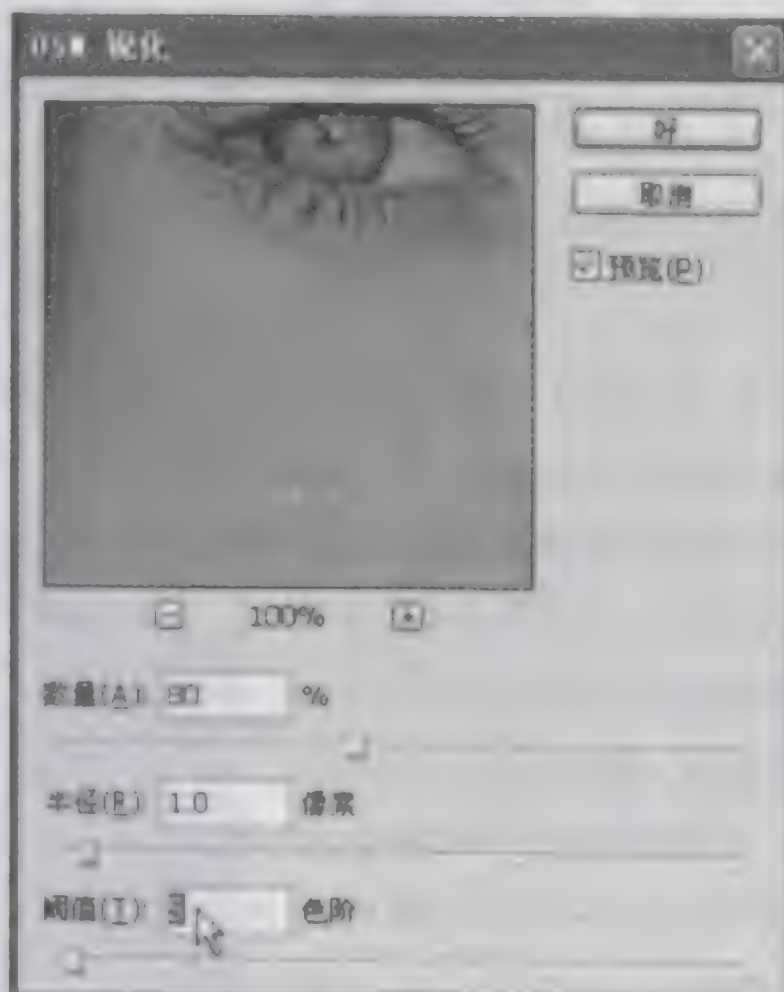 USM 锐化
好
取消
预览(P)
100%
数量(A): 80 %
半径(R): 1.0 像素
阈值(T): 色阶